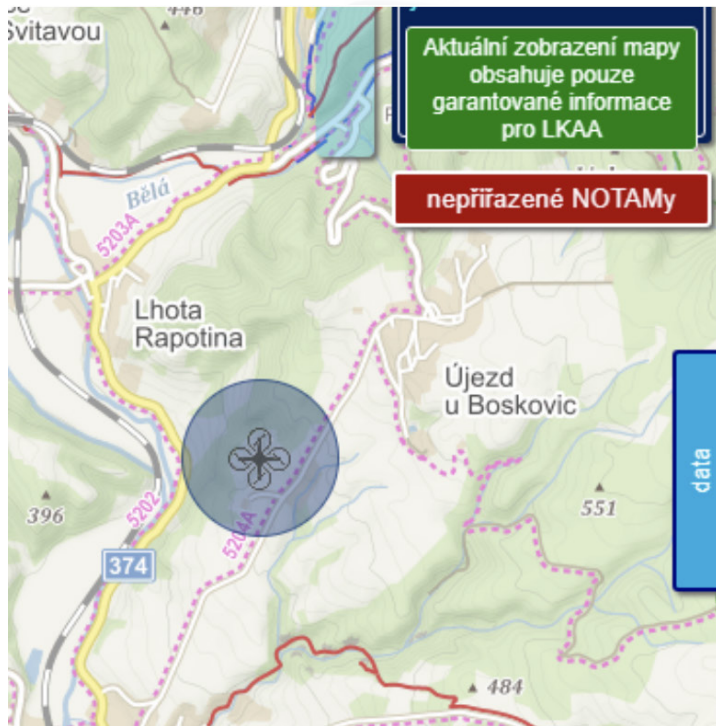 448
Svitavou
Aktuální zobrazení mapy
obsahuje pouze
garantované informace
pro LKAA
nepřiřazené NOTAMy
Bělá
5203A
Lhota
Rapotina
Újezd
u Boskovic
data
396
5202
5204A
551
374
484